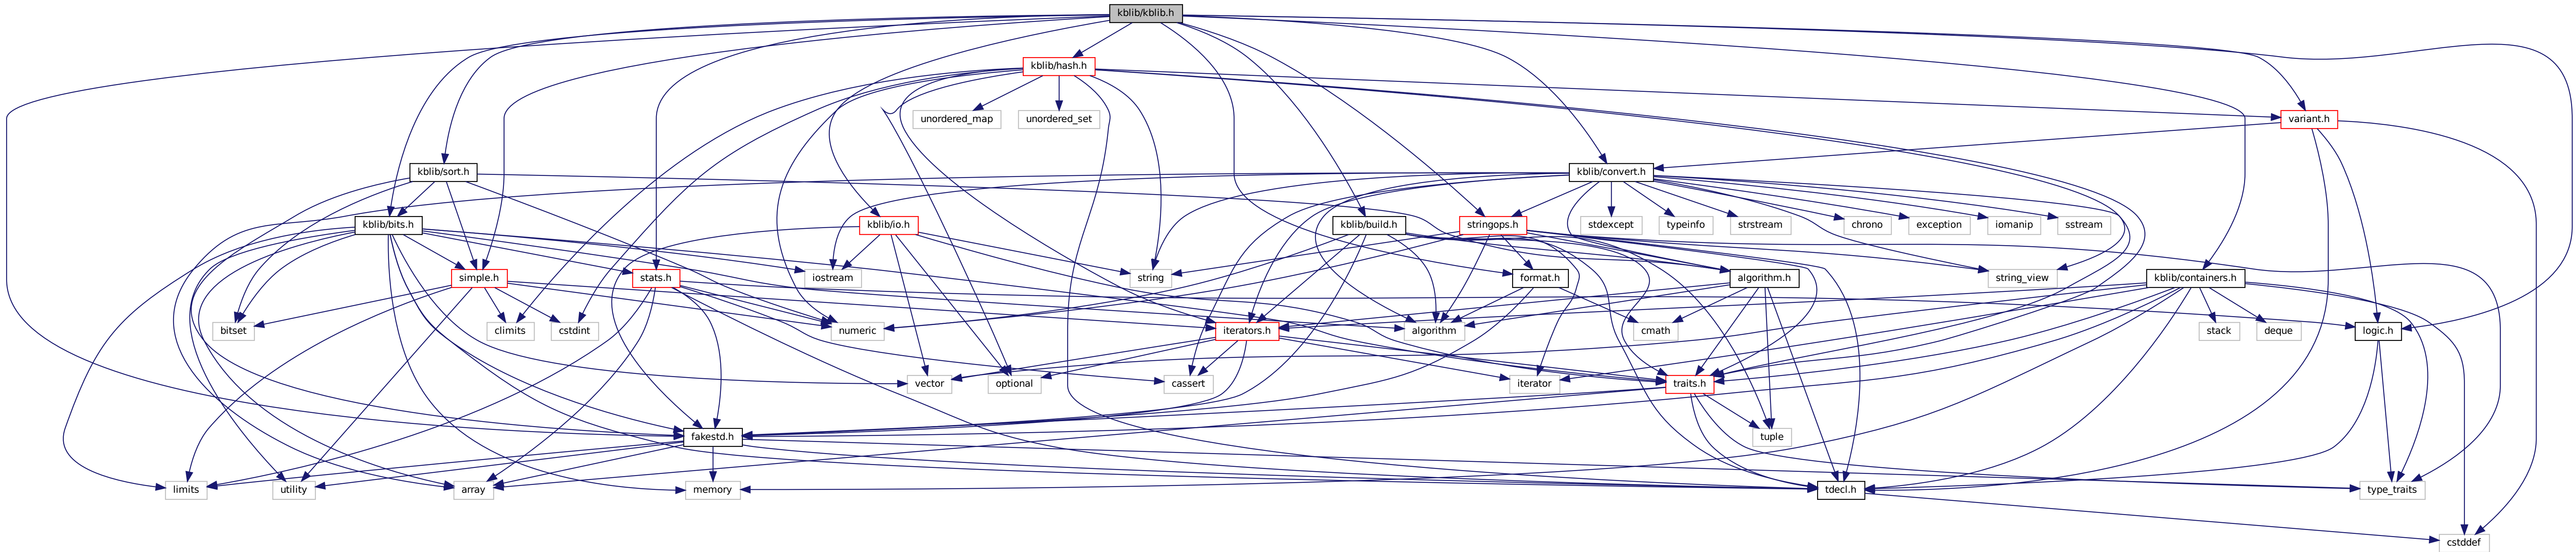 kblib/kblib.h
kblib/hash.h
unordered_map
unordered_set
variant.h
kblib/sort.h
kblib/convert.h
kblib/bits.h
kblib/io.h
kblib/build.h
stringops.h
stdexcept
typeinfo
strstream
chrono
exception
iomanip
sstream
simple.h
stats.h
iostream
string
format.h
algorithm.h
string_view
kblib/containers.h
bitset
climits
cstdint
numeric
iterators.h
algorithm
cmath
stack
deque
logic.h
vector
optional
cassert
iterator
traits.h
fakestd.h
tuple
limits
utility
array
memory
tdecl.h
type_traits
cstddef